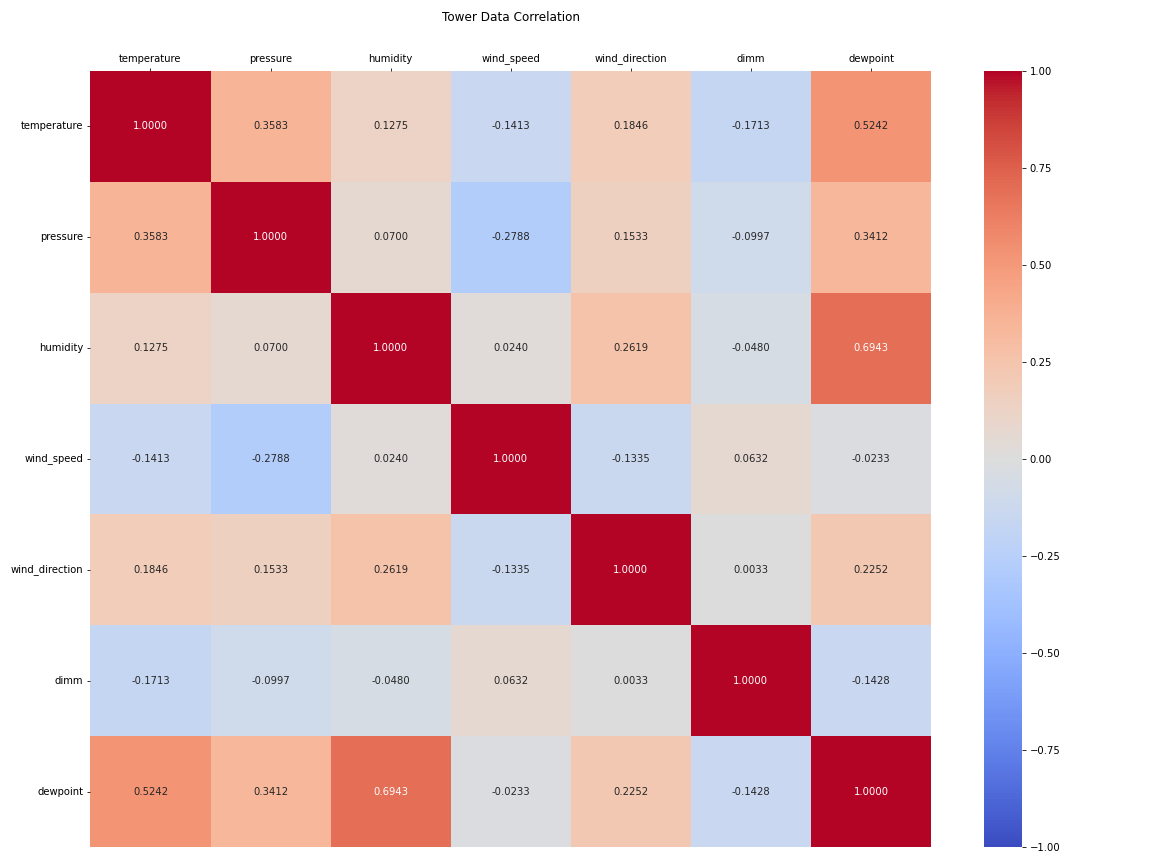 Tower Data Correlation
temperature pressure humidity wind_speed wind_direction dimm dewpoint
temperature 1.0000 0.3583 0.1275 -0.1413 0.1846 -0.1713 0.5242
pressure 0.3583 1.0000 0.0700 -0.2788 0.1533 -0.0997 0.3412
humidity 0.1275 0.0700 1.0000 0.0240 0.2619 -0.0480 0.6943
wind_speed -0.1413 -0.2788 0.0240 1.0000 -0.1335 0.0632 -0.0233
wind_direction 0.1846 0.1533 0.2619 -0.1335 1.0000 0.0033 0.2252
dimm -0.1713 -0.0997 -0.0480 0.0632 0.0033 1.0000 -0.1428
dewpoint 0.5242 0.3412 0.6943 -0.0233 0.2252 -0.1428 1.0000
1.00
0.75
0.50
0.25
0.00
−0.25
−0.50
−0.75
−1.00